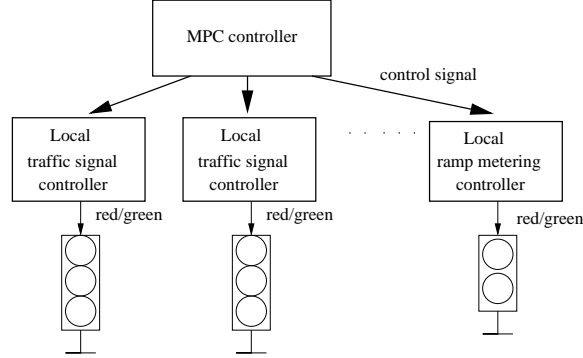 MPC controller
control signal
Local
traffic signal
controller
Local
traffic signal
controller
Local
ramp metering
controller
red/green
red/green
red/green